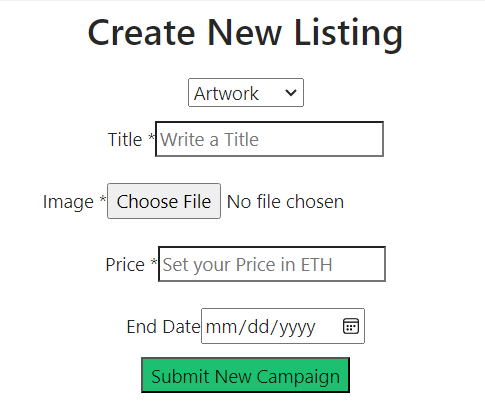 Create New Listing
Artwork
Title * Write a Title
Image * Choose File No file chosen
Price * Set your Price in ETH
End Date mm/dd/yyyy
Submit New Campaign